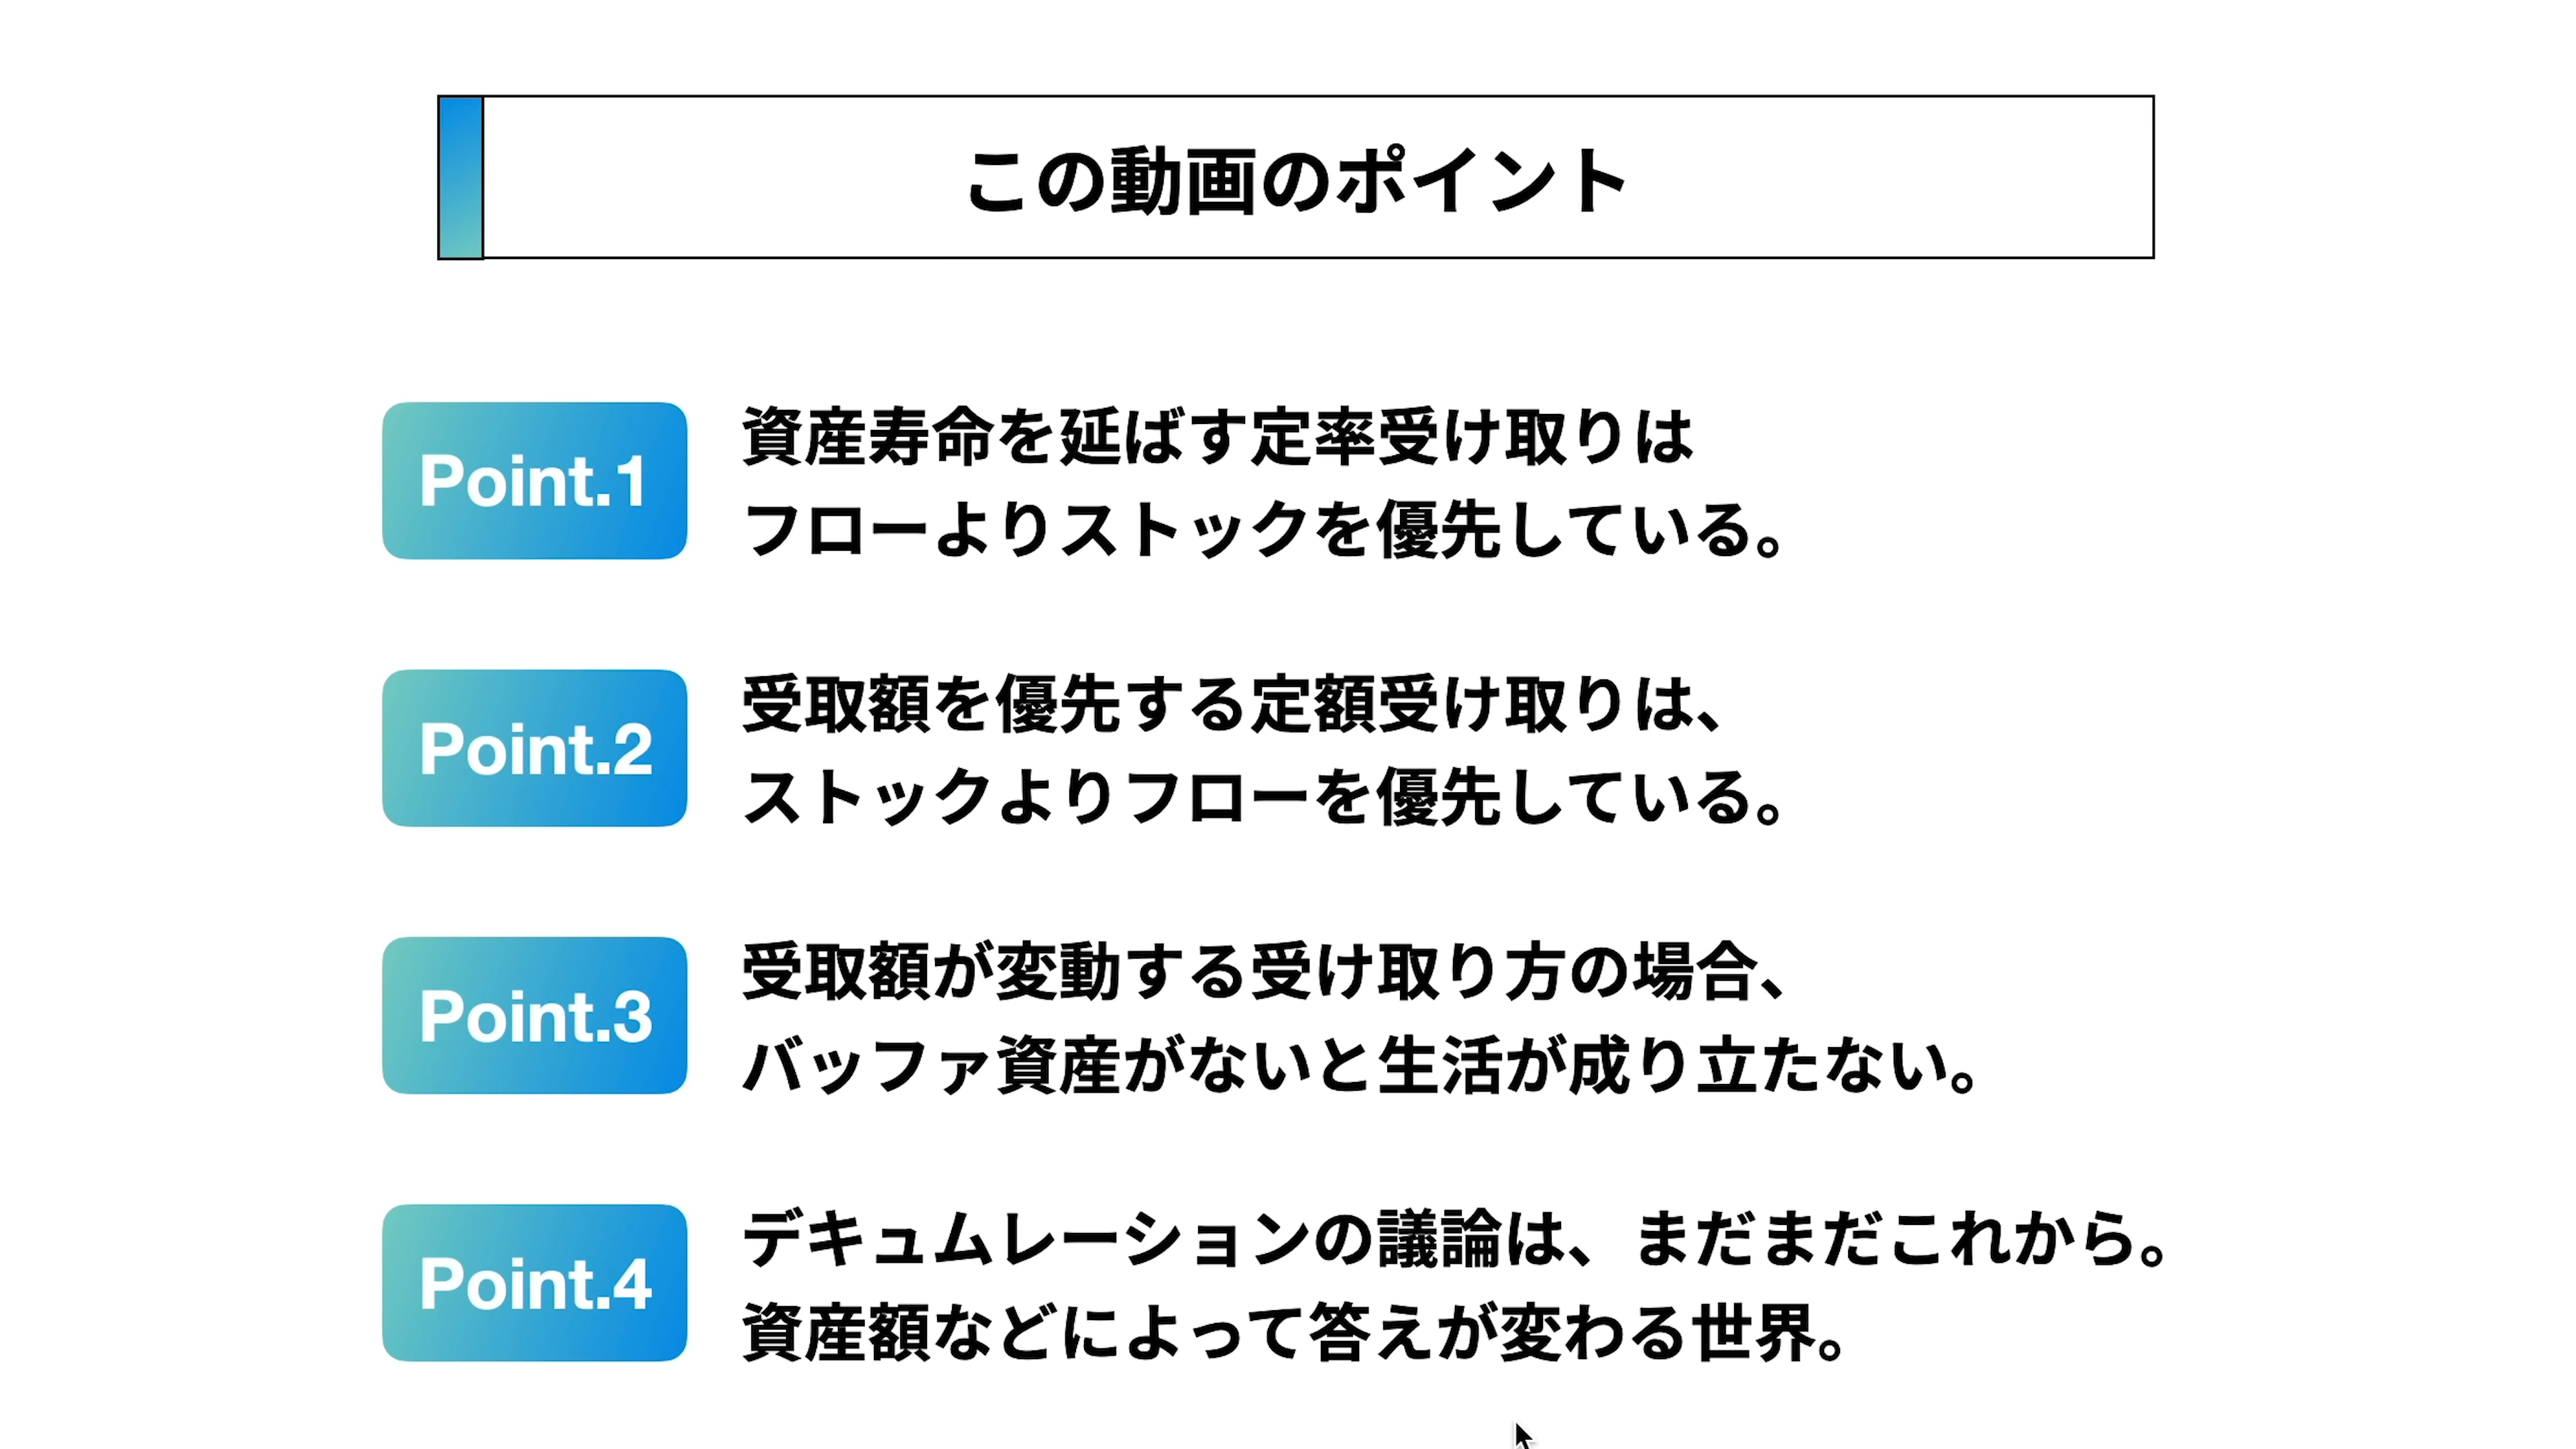 この動画のポイント
Point.1
資産寿命を延ばす定率受け取りは
フローよりストックを優先している。
Point.2
受取額を優先する定額受け取りは、
ストックよりフローを優先している。
Point.3
受取額が変動する受け取り方の場合、
バッファ資産がないと生活が成り立たない。
Point.4
デキュムレーションの議論は、まだまだこれから。
資産額などによって答えが変わる世界。